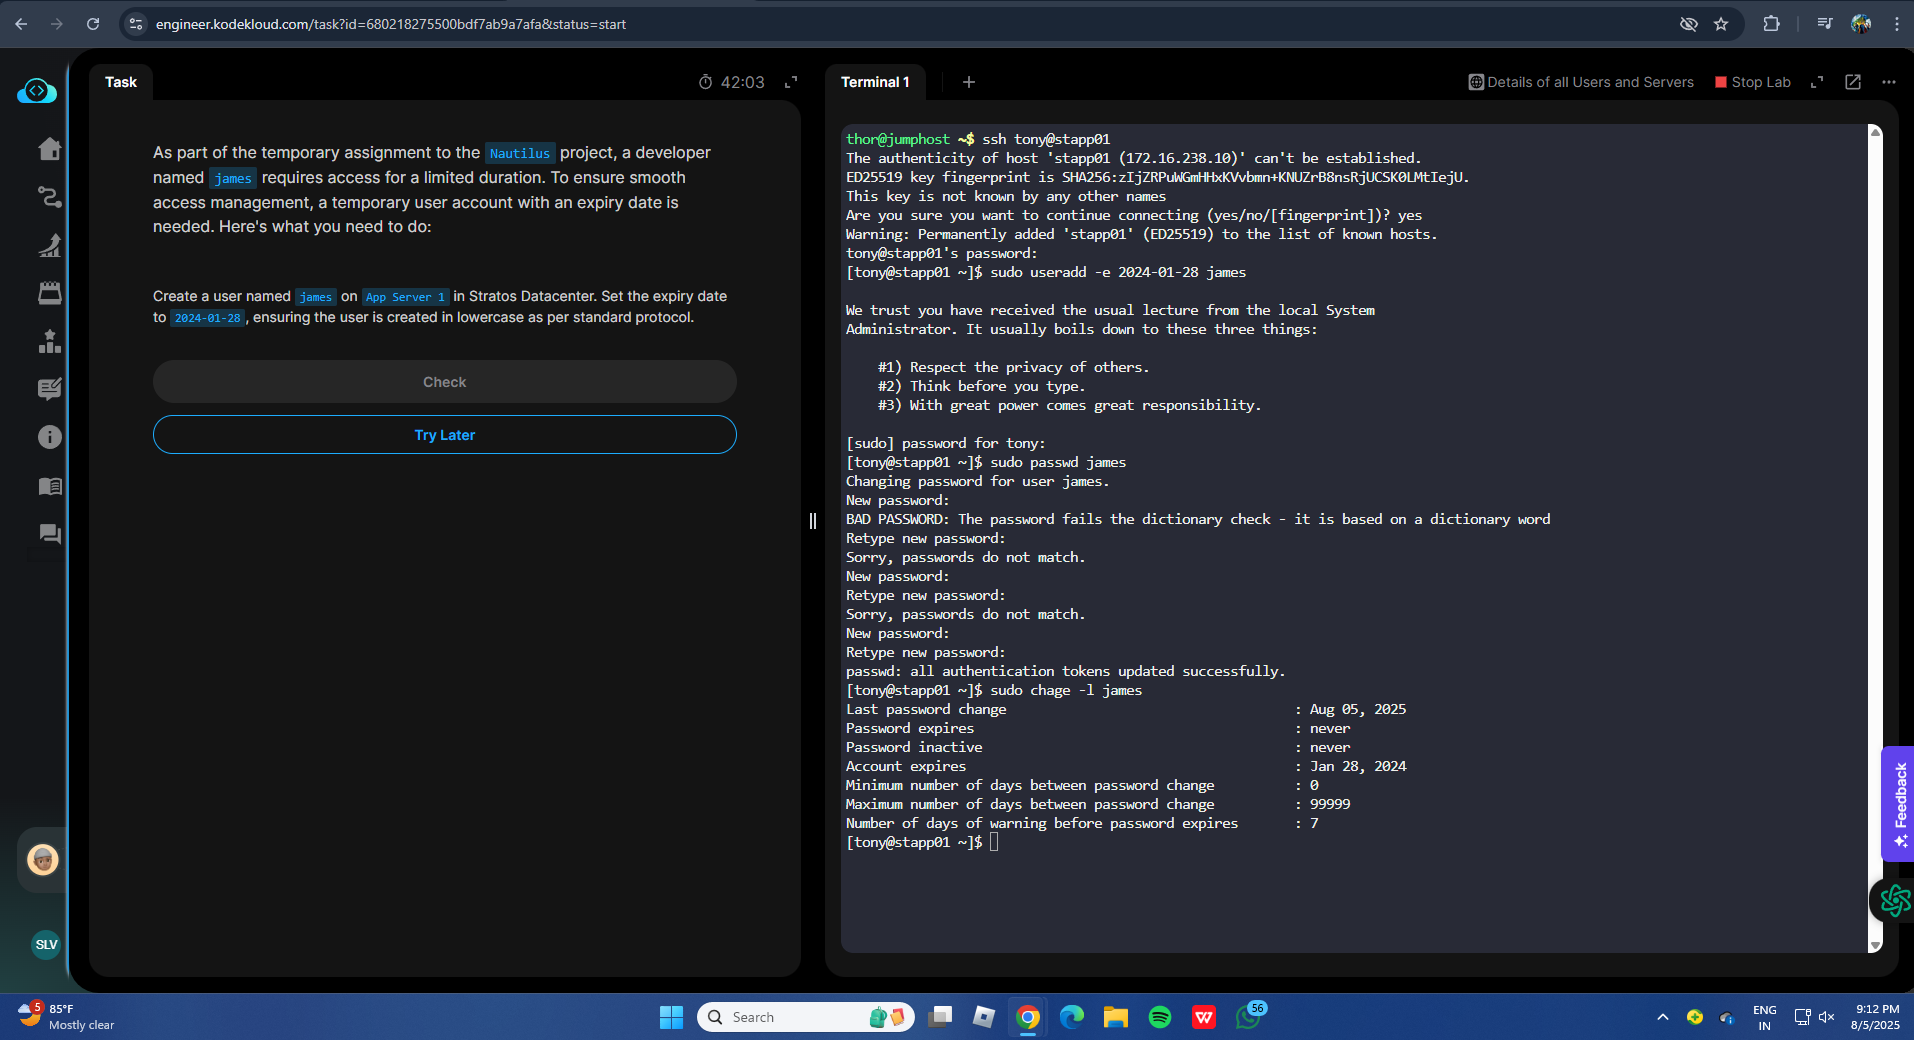 engineer.kodekloud.com/task?id=680218275500bdf7ab9a7afa&status=start
Task
42:03
As part of the temporary assignment to the Nautilus project, a developer
named james requires access for a limited duration. To ensure smooth
access management, a temporary user account with an expiry date is
needed. Here's what you need to do:
Create a user named james on App Server 1 in Stratos Datacenter. Set the expiry date
to 2024-01-28, ensuring the user is created in lowercase as per standard protocol.
Check
Try Later
SLV
Terminal 1
+
Details of all Users and Servers
Stop Lab
thor@jumphost ~$ ssh tony@stapp01
The authenticity of host 'stapp01 (172.16.238.10)' can't be established.
ED25519 key fingerprint is SHA256:zIjZRPuWGmHHxKVvbmn+KNUZrB8nsRjUCSK0LMtIejU.
This key is not known by any other names
Are you sure you want to continue connecting (yes/no/[fingerprint])? yes
Warning: Permanently added 'stapp01' (ED25519) to the list of known hosts.
tony@stapp01's password:
[tony@stapp01 ~]$ sudo useradd -e 2024-01-28 james
We trust you have received the usual lecture from the local System
Administrator. It usually boils down to these three things:
#1) Respect the privacy of others.
#2) Think before you type.
#3) With great power comes great responsibility.
[sudo] password for tony:
[tony@stapp01 ~]$ sudo passwd james
Changing password for user james.
New password:
BAD PASSWORD: The password fails the dictionary check - it is based on a dictionary word
Retype new password:
Sorry, passwords do not match.
New password:
Retype new password:
Sorry, passwords do not match.
New password:
Retype new password:
passwd: all authentication tokens updated successfully.
[tony@stapp01 ~]$ sudo chage -l james
Last password change : Aug 05, 2025
Password expires : never
Password inactive : never
Account expires : Jan 28, 2024
Minimum number of days between password change : 0
Maximum number of days between password change : 99999
Number of days of warning before password expires : 7
[tony@stapp01 ~]$
Feedback
5
85°F
Mostly clear
Search
W
56
ENG
IN
9:12 PM
8/5/2025